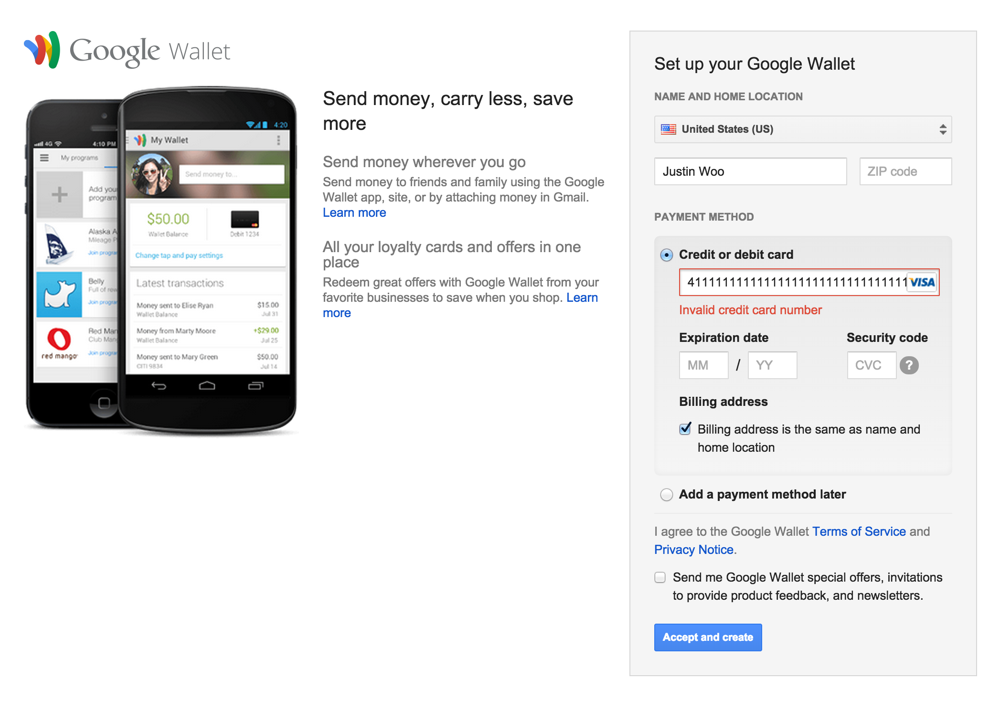 Google Wallet
4G 4:10 PM
My programs
Add your
program
Alaska A
Mileage P
Join progra
Belly
Full of rew
Join progra
Red Man
Club Mang
Join progra
red mango
4:20
My Wallet
Send money to...
$50.00
Wallet Balance
Debit 1234
Change tap and pay settings
Latest transactions
Money sent to Elise Ryan $15.00
Wallet Balance Jul 31
Money from Marty Moore +$29.00
Wallet Balance Jul 25
Money sent to Mary Green $50.00
CITI 9834 Jul 14
Send money, carry less, save
more
Send money wherever you go
Send money to friends and family using the Google
Wallet app, site, or by attaching money in Gmail.
Learn more
All your loyalty cards and offers in one
place
Redeem great offers with Google Wallet from your
favorite businesses to save when you shop. Learn
more
Set up your Google Wallet
NAME AND HOME LOCATION
United States (US)
Justin Woo ZIP code
PAYMENT METHOD
Credit or debit card
41111111111111111111111111111111 VISA
Invalid credit card number
Expiration date Security code
MM / YY CVC ?
Billing address
Billing address is the same as name and
home location
Add a payment method later
I agree to the Google Wallet Terms of Service and
Privacy Notice.
Send me Google Wallet special offers, invitations
to provide product feedback, and newsletters.
Accept and create